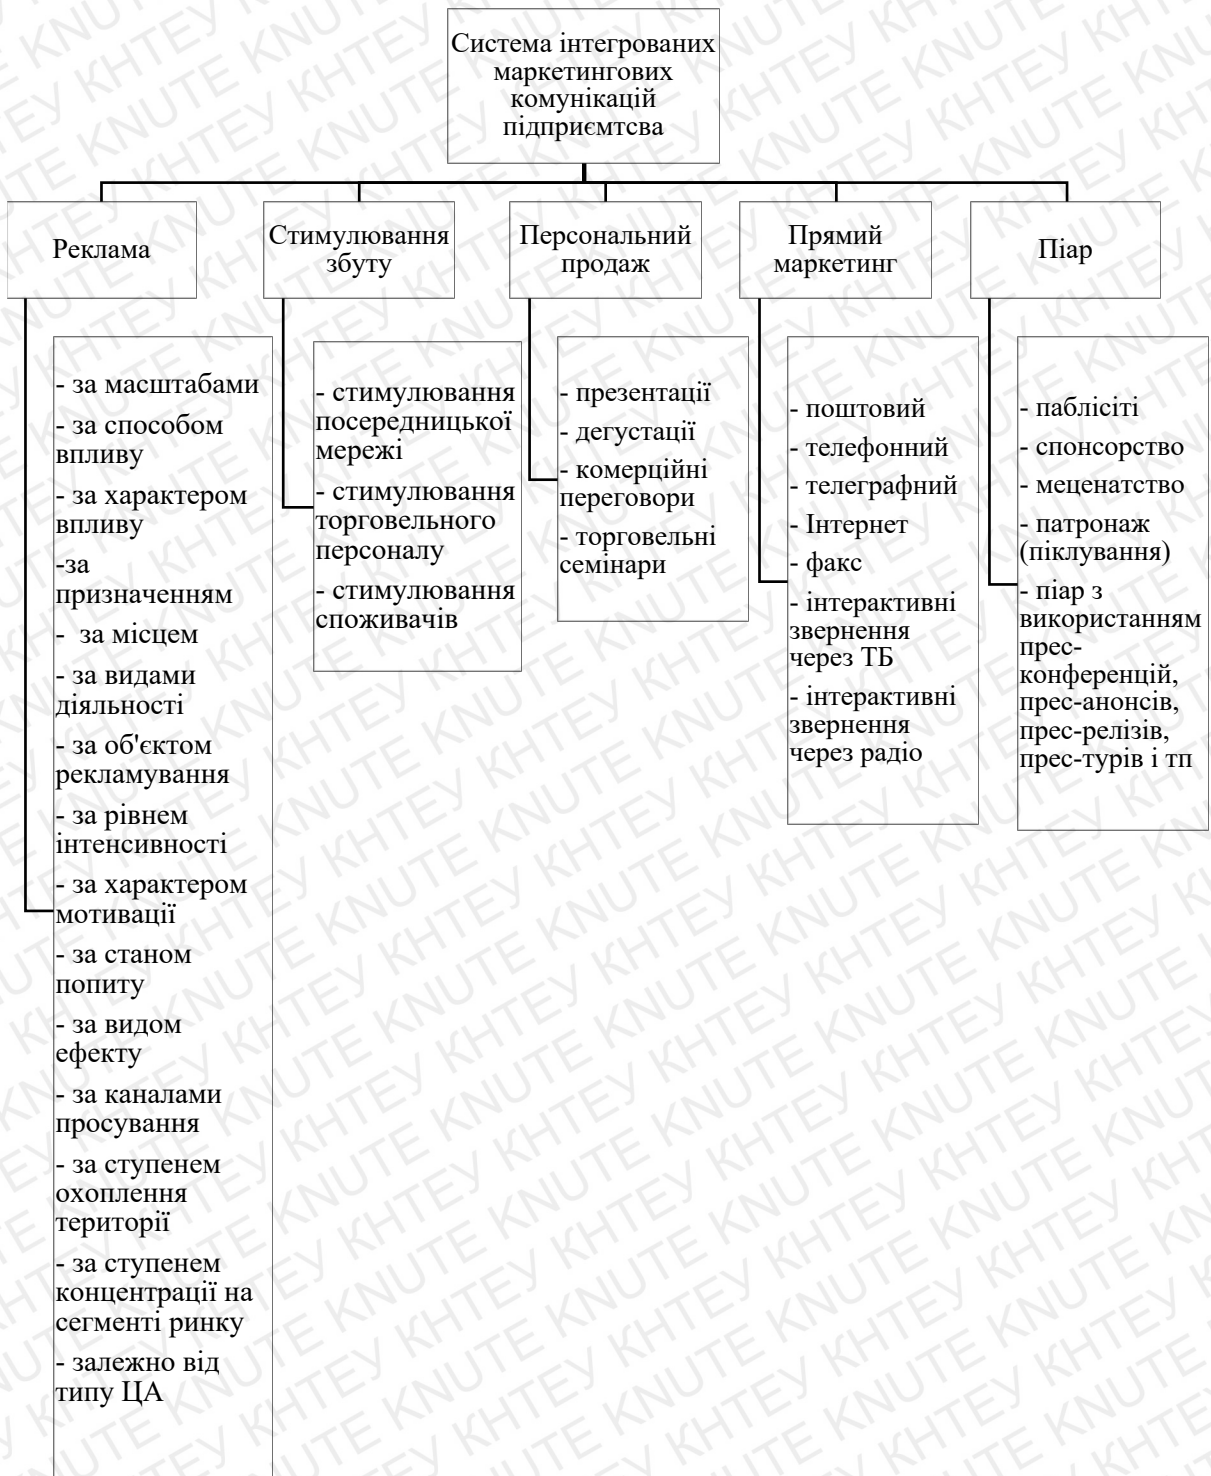 Система інтегрованих
маркетингових
комунікацій
підприємтсва
Реклама
Стимулювання
збуту
Персональний
продаж
Прямий
маркетинг
Піар
- за масштабами
- за способом
впливу
- за характером
впливу
-за
призначенням
-  за місцем
- за видами
діяльності
- за об'єктом
рекламування
- за рівнем
інтенсивності
- за характером
мотивації
- за станом
попиту
- за видом
ефекту
- за каналами
просування
- за ступенем
охоплення
території
- за ступенем
концентрації на
сегменті ринку
- залежно від
типу ЦА
- стимулювання
посередницької
мережі
- стимулювання
торговельного
персоналу
- стимулювання
споживачів
- презентації
- дегустації
- комерційні
переговори
- торговельні
семінари
- поштовий
- телефонний
- телеграфний
- Інтернет
- факс
- інтерактивні
звернення
через ТБ
- інтерактивні
звернення
через радіо
- паблісіті
- спонсорство
- меценатство
- патронаж
(піклування)
- піар з
використанням
прес-
конференцій,
прес-анонсів,
прес-релізів,
прес-турів і тп